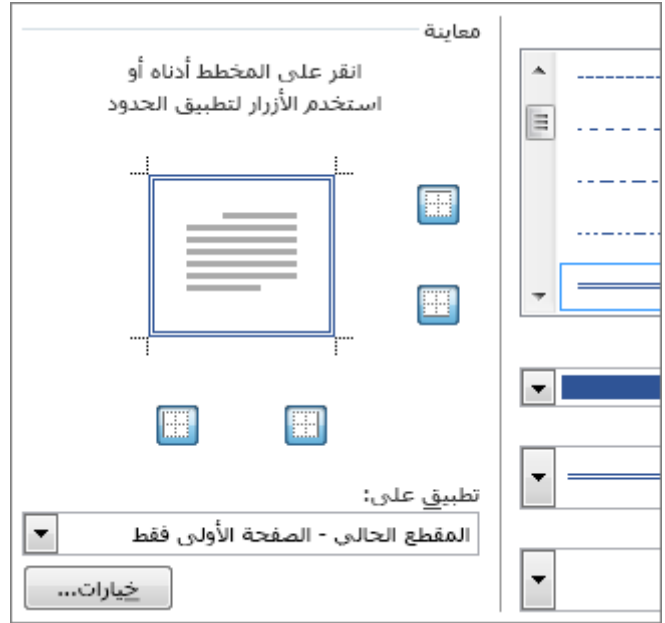 معاينة
انقر على المخطط أدناه أو
استخدم الأزرار لتطبيق الحدود
تطبيق على:
المقطع الحالي - الصفحة الأولى فقط
خيارات...